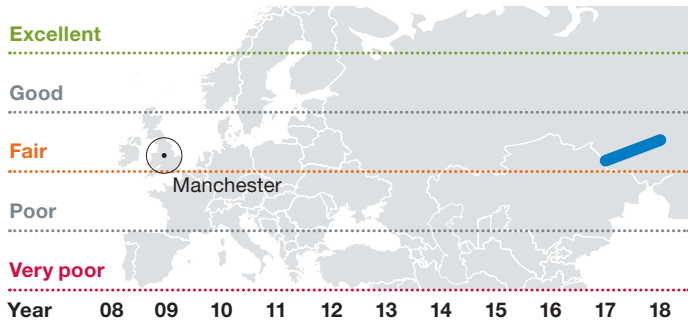 Excellent
Good
Fair
Manchester
Poor
Very poor
Year 08 09 10 11 12 13 14 15 16 17 18